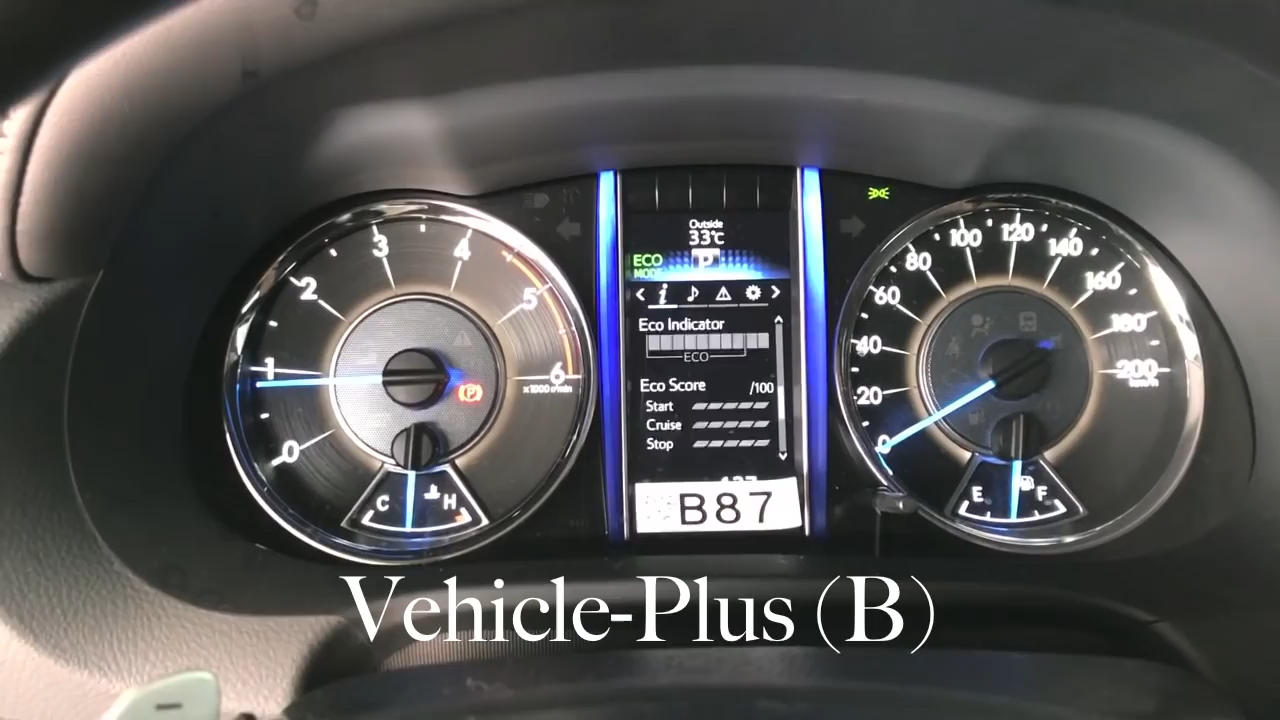 0
1
2
3
4
5
6
x1000 r/min
C
H
Outside
33℃
ECO
MODE
P
Eco Indicator
ECO
Eco Score
/100
Start
Cruise
Stop
B87
0
20
40
60
80
100
120
140
160
180
200
km/h
E
F
(P)
Vehicle-Plus (B)
-